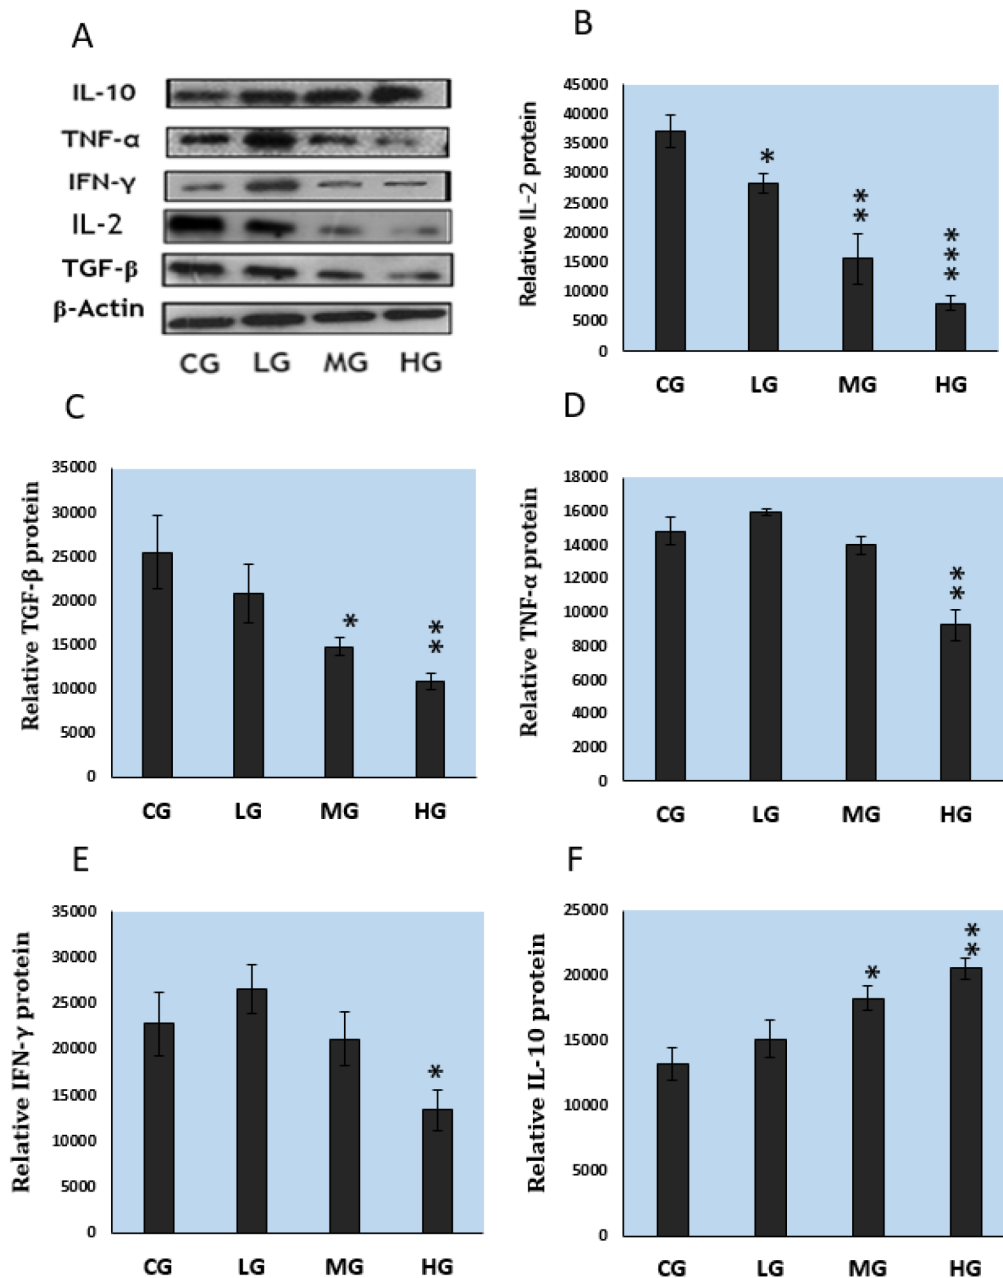 A
IL-10
TNF-α
IFN-γ
IL-2
TGF-β
β-Actin
CG LG MG HG
B
Relative IL-2 protein
45000
40000
35000
30000
25000
20000
15000
10000
5000
0
*
**
***
CG LG MG HG
C
Relative TGF-β protein
35000
30000
25000
20000
15000
10000
5000
0
*
**
CG LG MG HG
D
Relative TNF-α protein
18000
16000
14000
12000
10000
8000
6000
4000
2000
0
**
CG LG MG HG
E
Relative IFN-γ protein
35000
30000
25000
20000
15000
10000
5000
0
*
CG LG MG HG
F
Relative IL-10 protein
25000
20000
15000
10000
5000
0
*
**
CG LG MG HG